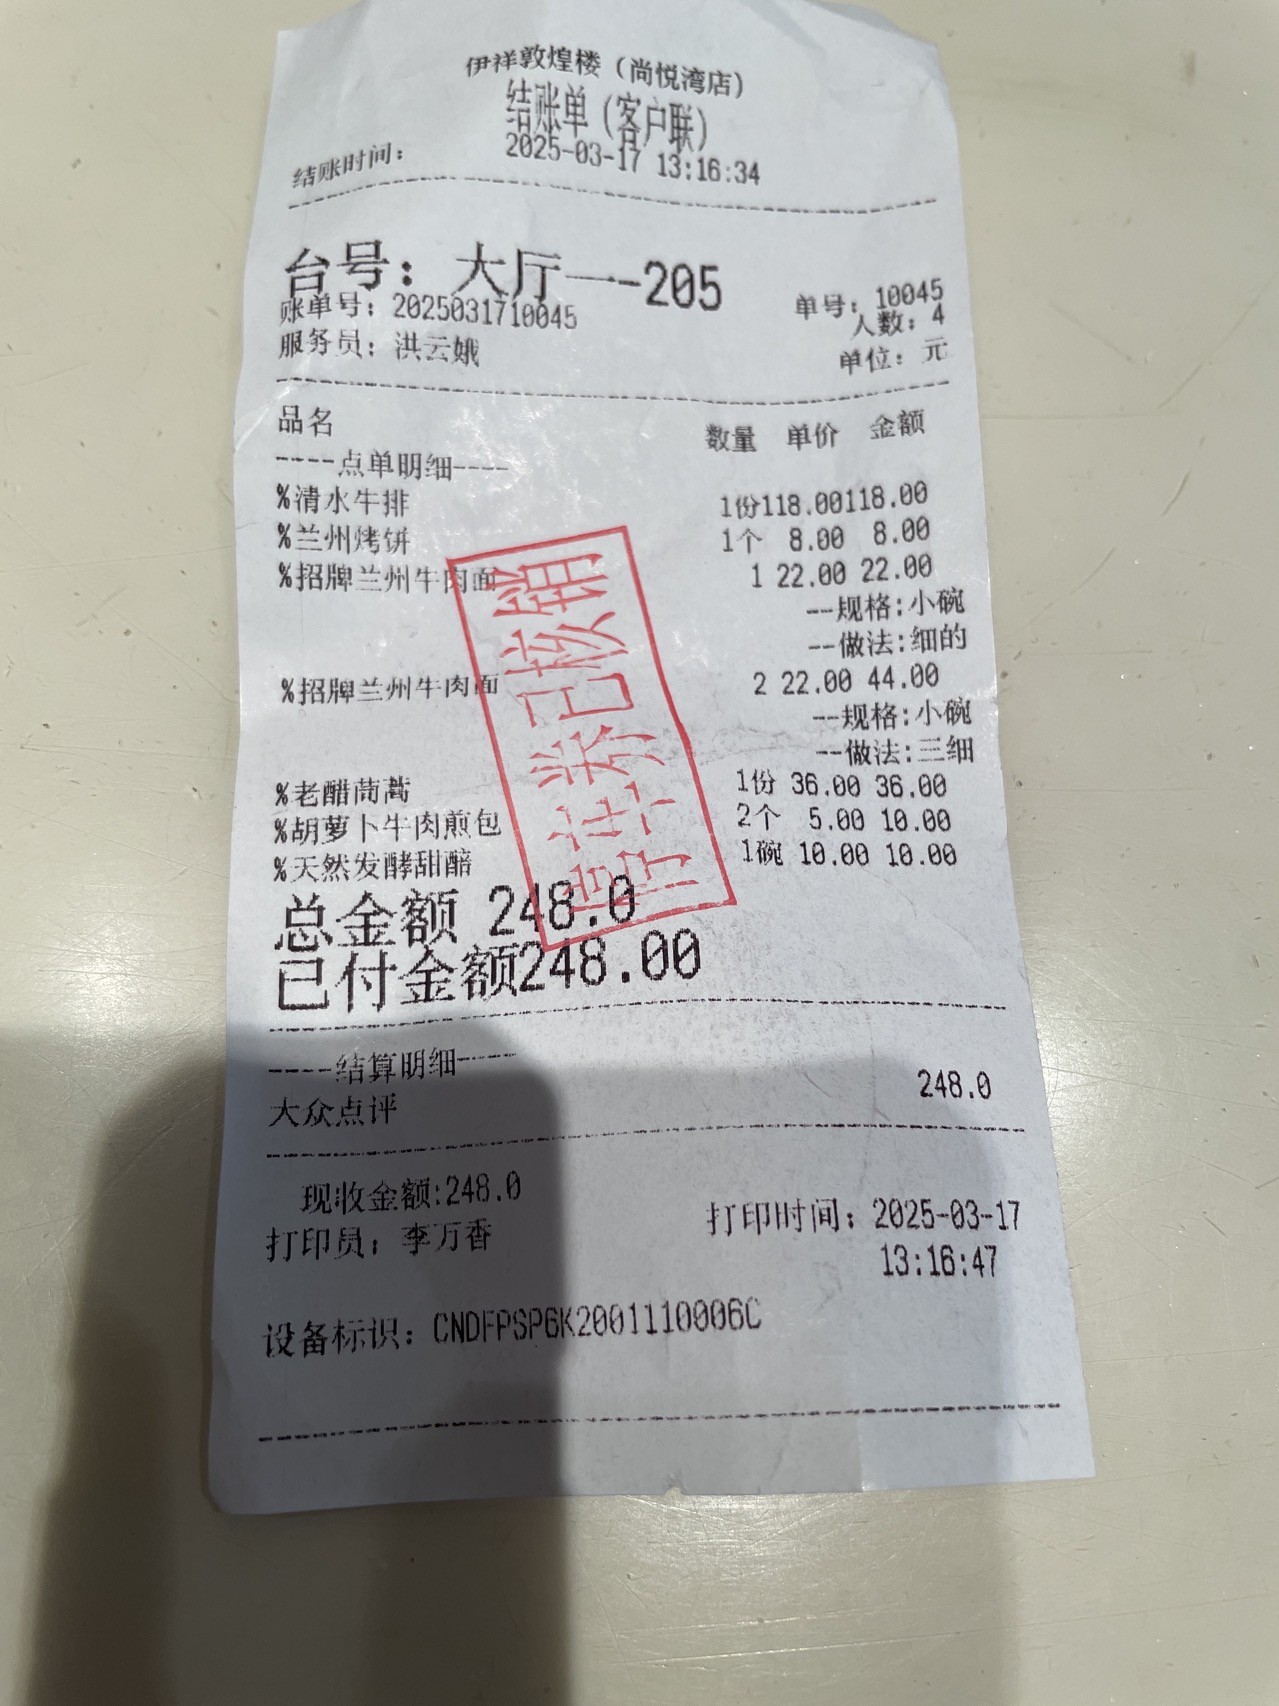 伊祥敦煌楼（尚悦湾店）
结账单（客户联）
结账时间： 2025-03-17 13:16:34
台号：大厅一-205
单号：10045
账单号：2025031710045
人数：4
服务员：洪云娥
单位：元
品名 数量 单价 金额
----点单明细----
%清水牛排 1份118.00118.00
%兰州烤饼 1个 8.00 8.00
%招牌兰州牛肉面 1 22.00 22.00
--规格:小碗
--做法:细的
%招牌兰州牛肉面 2 22.00 44.00
--规格:小碗
--做法:三细
%老醋茼蒿 1份 36.00 36.00
%胡萝卜牛肉煎包 2个 5.00 10.00
%天然发酵甜醅 1碗 10.00 10.00
总金额 248.0
已付金额248.00
----结算明细----
大众点评 248.0
现收金额:248.0
打印员：李万香
打印时间：2025-03-17
13:16:47
设备标识：CNDFPSP6K2001110006C
券已核销